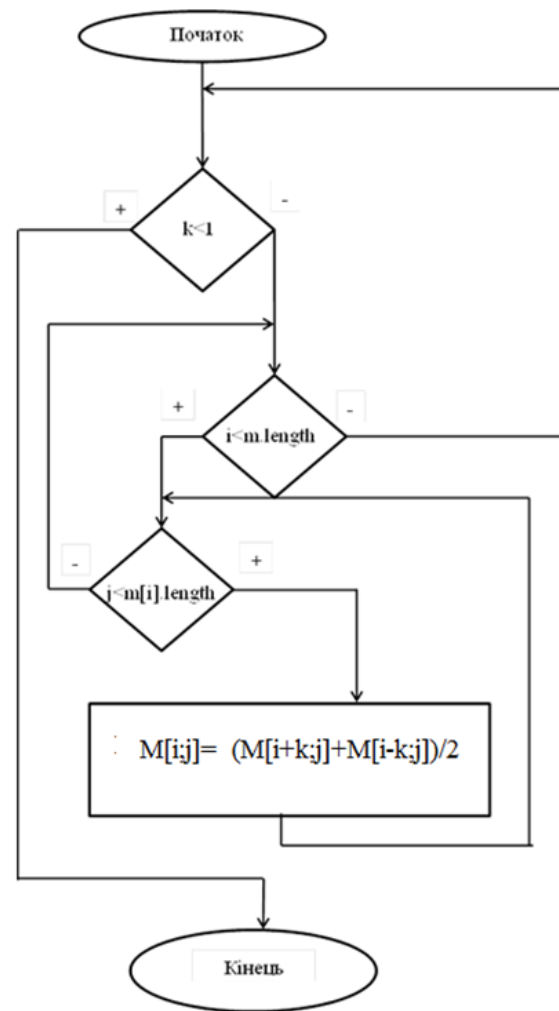 Початок
+
-
k<1
+
-
i<m.length
-
+
j<m[i].length
M[i;j]= (M[i+k;j]+M[i-k;j])/2
Кінець